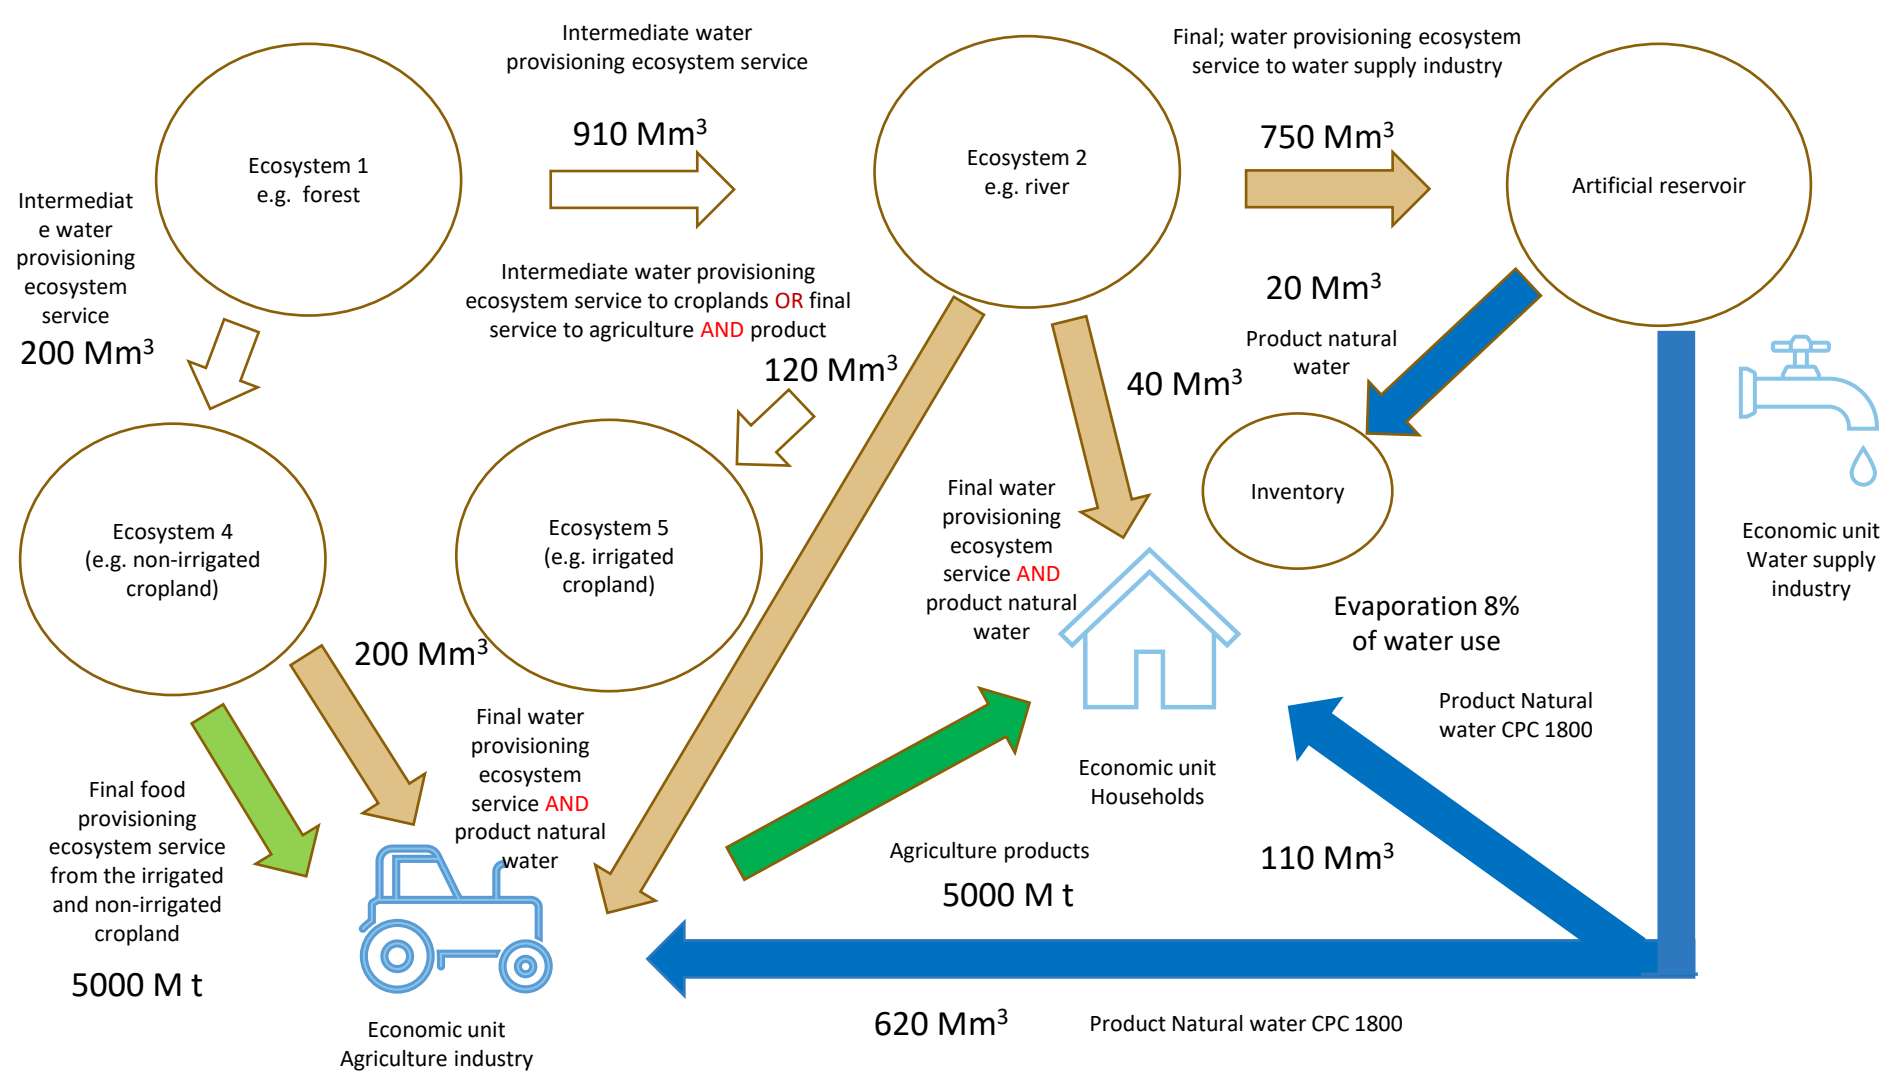 Intermediate water
provisioning ecosystem service
910 Mm³
Final; water provisioning ecosystem
service to water supply industry
750 Mm³
Ecosystem 1
e.g. forest
Ecosystem 2
e.g. river
Artificial reservoir
Intermediat
e water
provisioning
ecosystem
service
200 Mm³
Intermediate water provisioning
ecosystem service to croplands OR final
service to agriculture AND product
120 Mm³
40 Mm³
20 Mm³
Product natural
water
Inventory
Ecosystem 4
(e.g. non-irrigated
cropland)
Ecosystem 5
(e.g. irrigated
cropland)
Final water
provisioning
ecosystem
service AND
product natural
water
Economic unit
Water supply
industry
Evaporation 8%
of water use
200 Mm³
Final water
provisioning
ecosystem
service AND
product natural
water
Product Natural
water CPC 1800
Economic unit
Households
Final food
provisioning
ecosystem service
from the irrigated
and non-irrigated
cropland
5000 M t
Agriculture products
5000 M t
110 Mm³
Economic unit
Agriculture industry
620 Mm³
Product Natural water CPC 1800